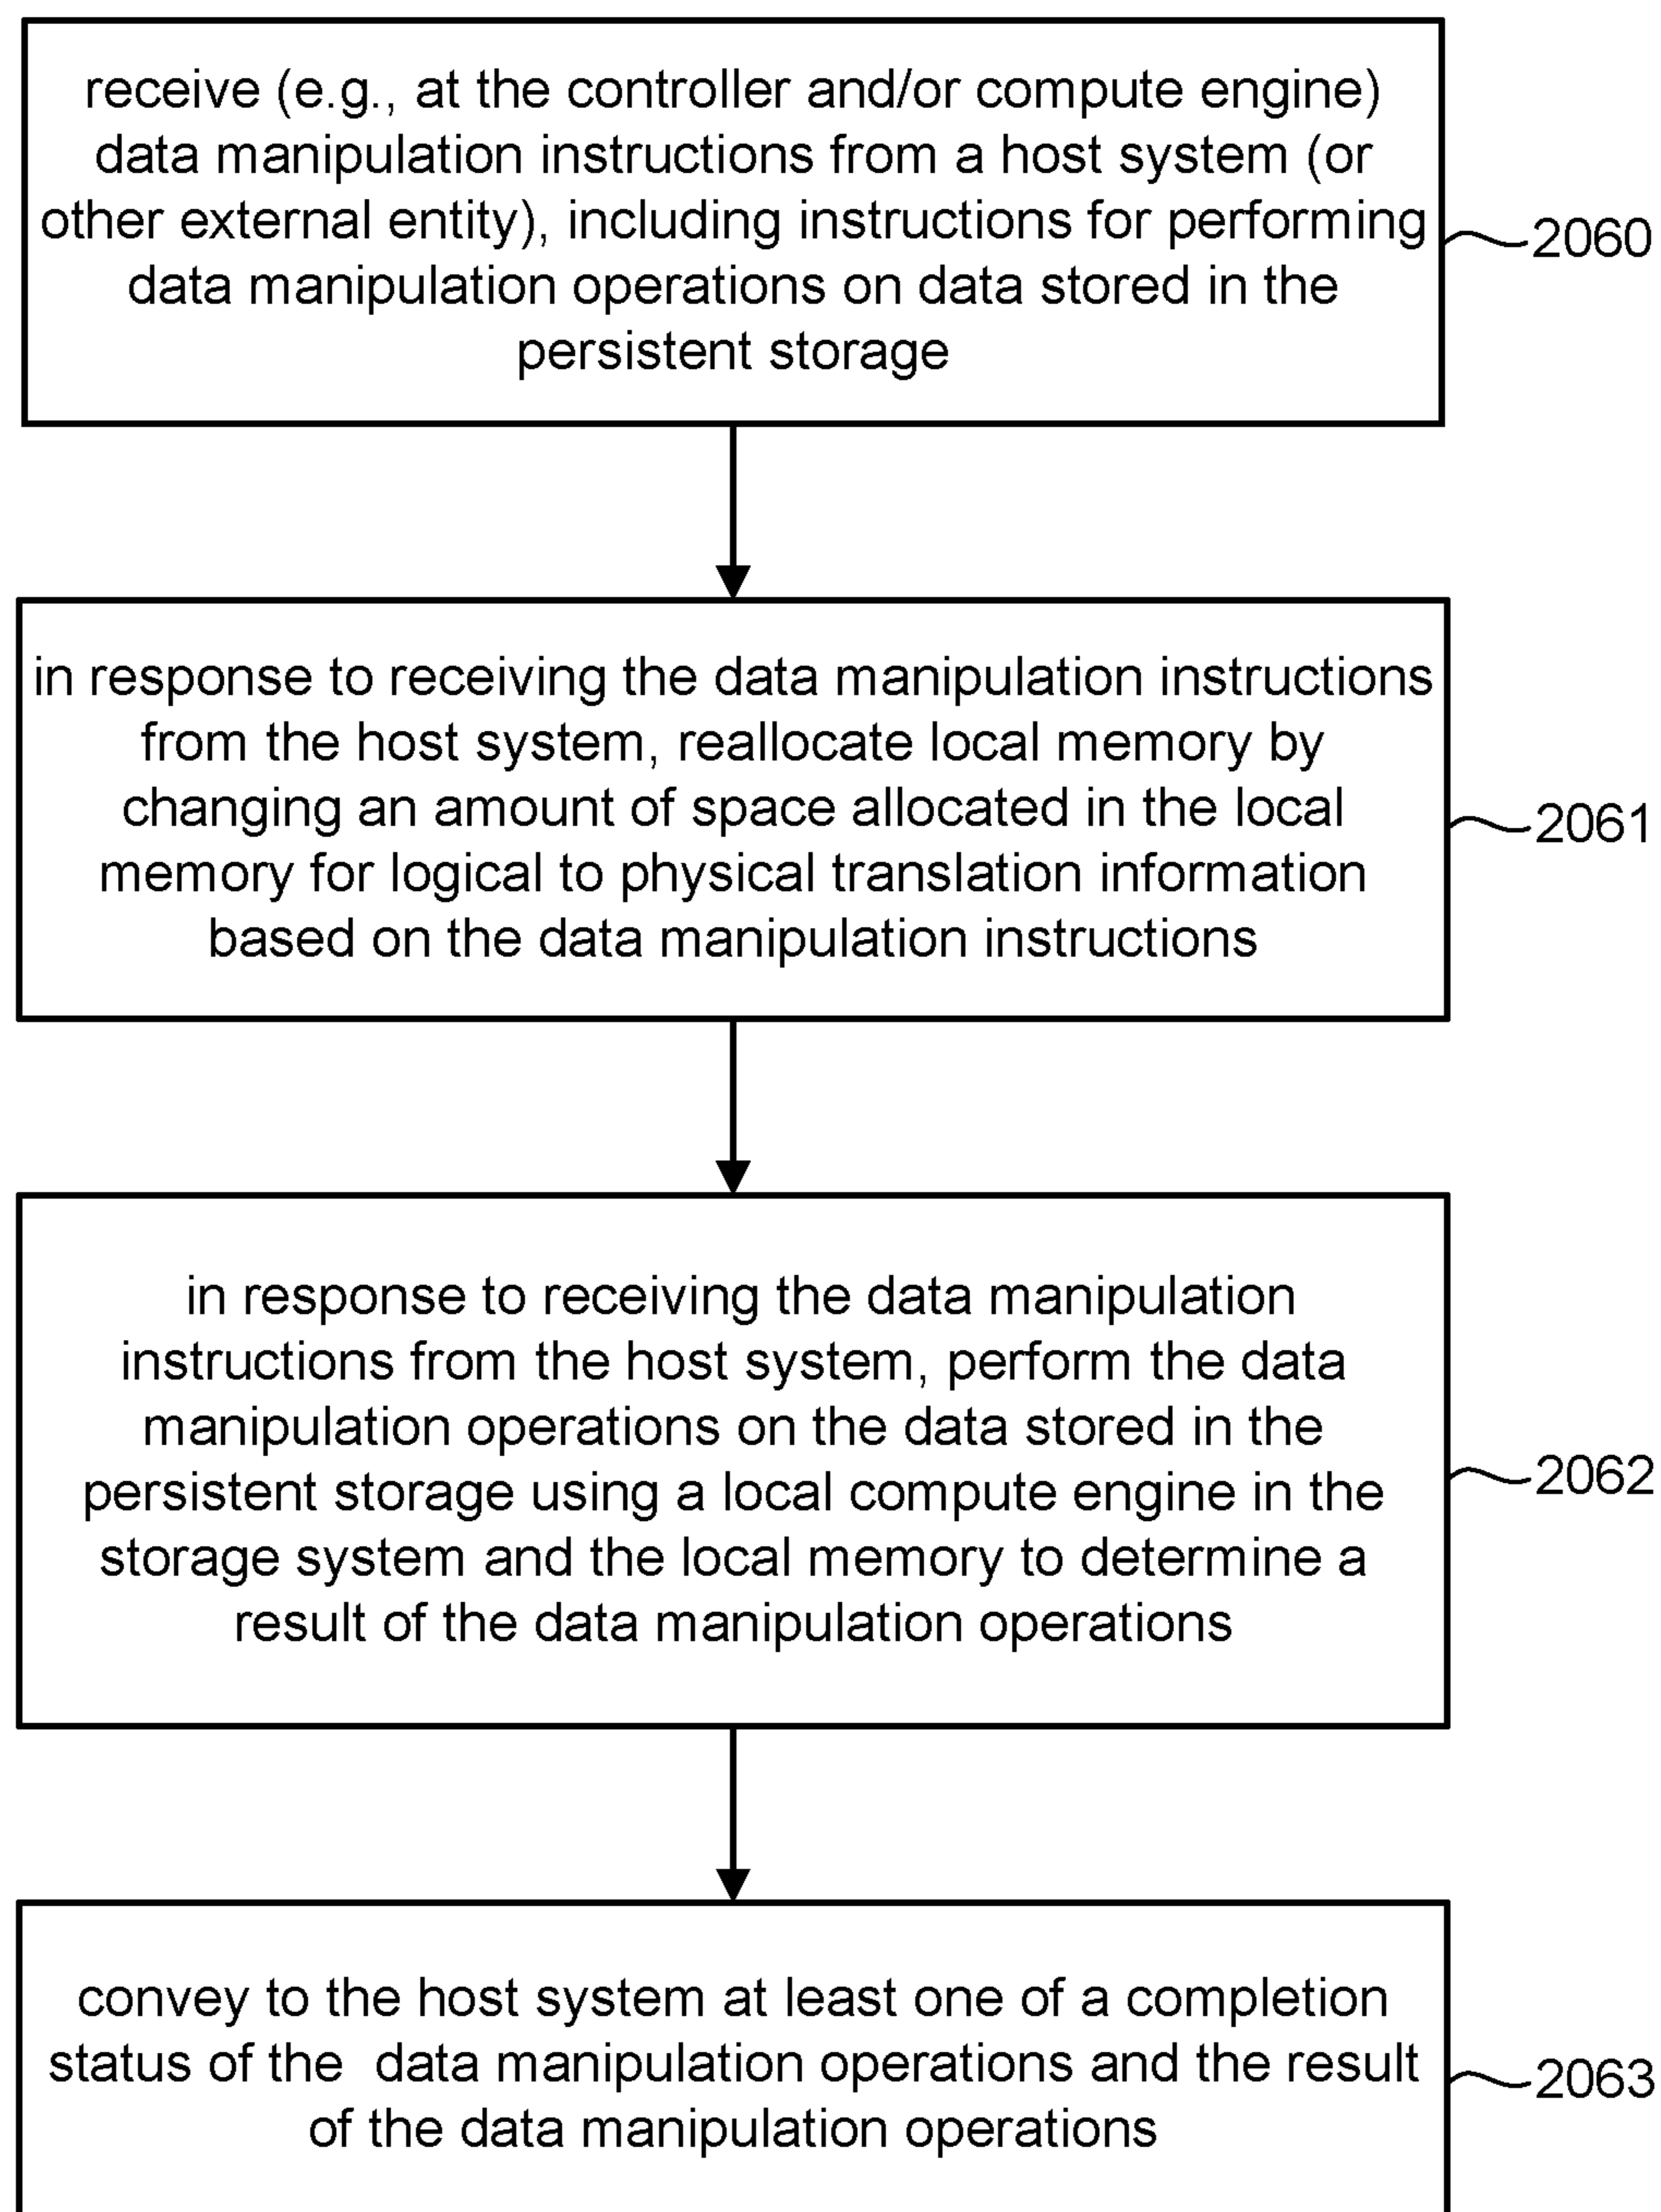 receive (e.g., at the controller and/or compute engine)
data manipulation instructions from a host system (or
other external entity), including instructions for performing
data manipulation operations on data stored in the
persistent storage
2060
in response to receiving the data manipulation instructions
from the host system, reallocate local memory by
changing an amount of space allocated in the local
memory for logical to physical translation information
based on the data manipulation instructions
2061
in response to receiving the data manipulation
instructions from the host system, perform the data
manipulation operations on the data stored in the
persistent storage using a local compute engine in the
storage system and the local memory to determine a
result of the data manipulation operations
2062
convey to the host system at least one of a completion
status of the  data manipulation operations and the result
of the data manipulation operations
2063